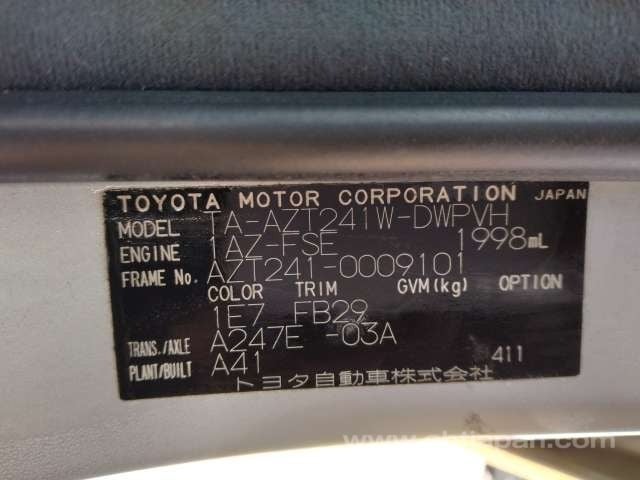 TOYOTA MOTOR CORPORATION JAPAN
MODEL TA-AZT241W-DWPVH
ENGINE 1AZ-FSE 1998mL
FRAME No. AZT241-0009101
COLOR TRIM GVM(kg) OPTION
1E7 FB29
TRANS./AXLE A247E -03A
PLANT/BUILT A41 411
トヨタ自動車株式会社